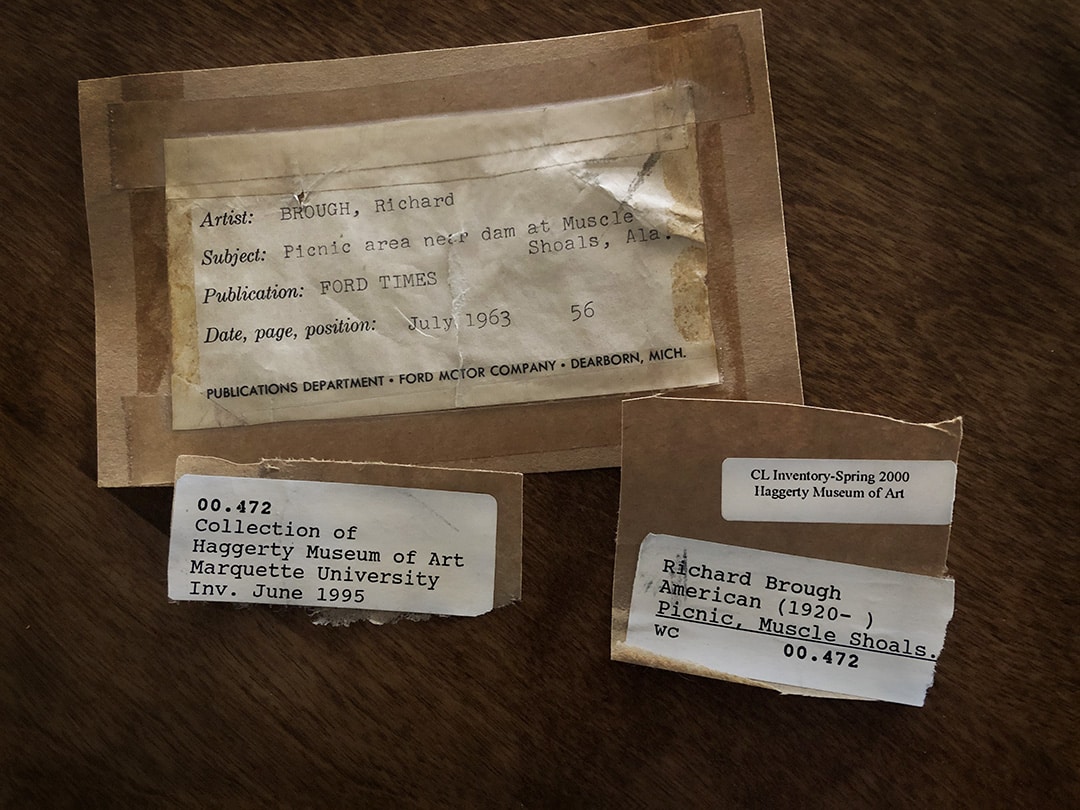 Artist: BROUGH, Richard
Subject: Picnic area near dam at Muscle
Shoals, Ala.
Publication: FORD TIMES
Date, page, position: July 1963 56
PUBLICATIONS DEPARTMENT • FORD MOTOR COMPANY • DEARBORN, MICH.
00.472
Collection of
Haggerty Museum of Art
Marquette University
Inv. June 1995
CL Inventory-Spring 2000
Haggerty Museum of Art
Richard Brough
American (1920- )
Picnic, Muscle Shoals.
WC
00.472